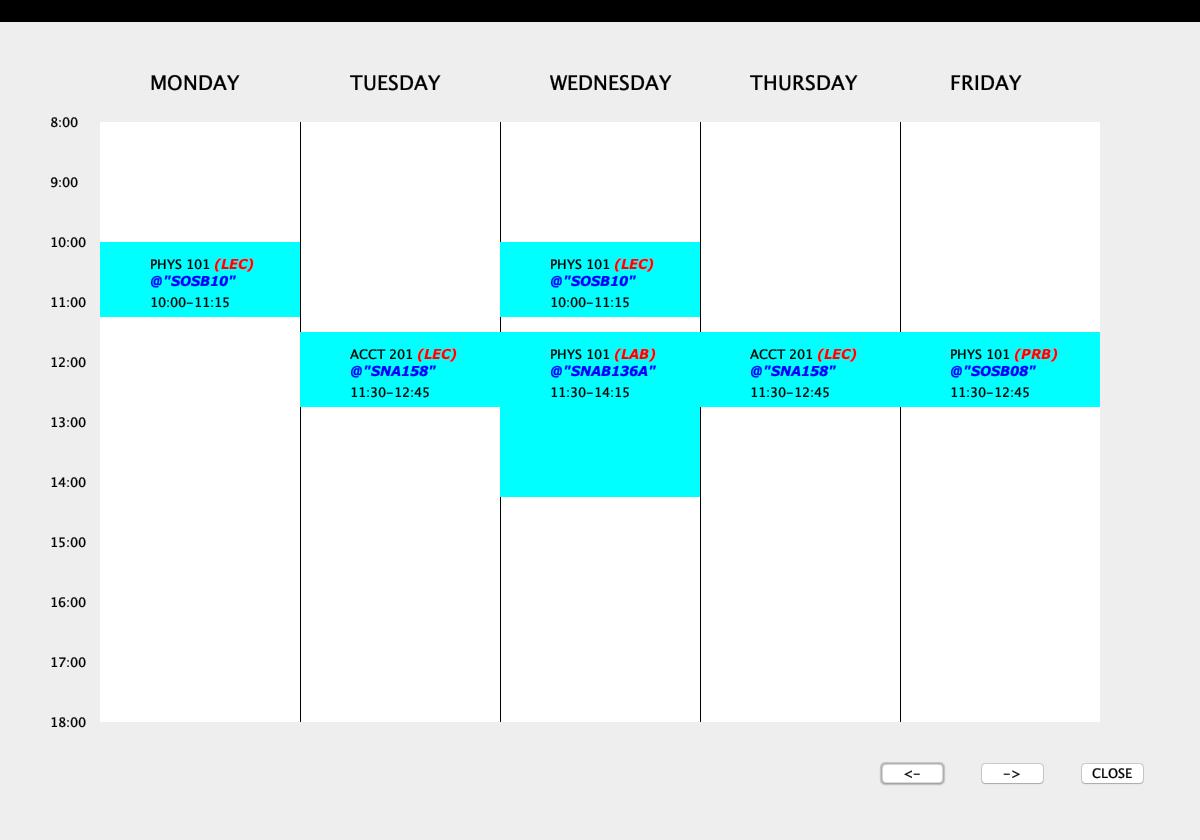 MONDAY TUESDAY WEDNESDAY THURSDAY FRIDAY
8:00
9:00
10:00
PHYS 101 (LEC)
@"SOSB10"
10:00-11:15
PHYS 101 (LEC)
@"SOSB10"
10:00-11:15
11:00
ACCT 201 (LEC)
@"SNA158"
11:30-12:45
PHYS 101 (LAB)
@"SNAB136A"
11:30-14:15
ACCT 201 (LEC)
@"SNA158"
11:30-12:45
PHYS 101 (PRB)
@"SOSB08"
11:30-12:45
12:00
13:00
14:00
15:00
16:00
17:00
18:00
<- -> CLOSE